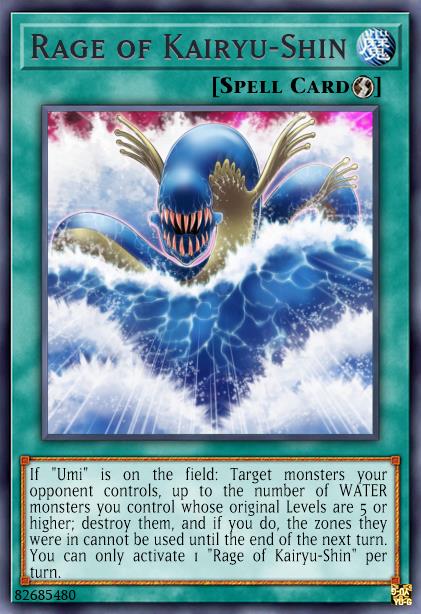 Rage of Kairyu-Shin
[Spell Card]
If "Umi" is on the field: Target monsters your
opponent controls, up to the number of WATER
monsters you control whose original Levels are 5 or
higher; destroy them, and if you do, the zones they
were in cannot be used until the end of the next turn.
You can only activate 1 "Rage of Kairyu-Shin" per
turn.
82685480